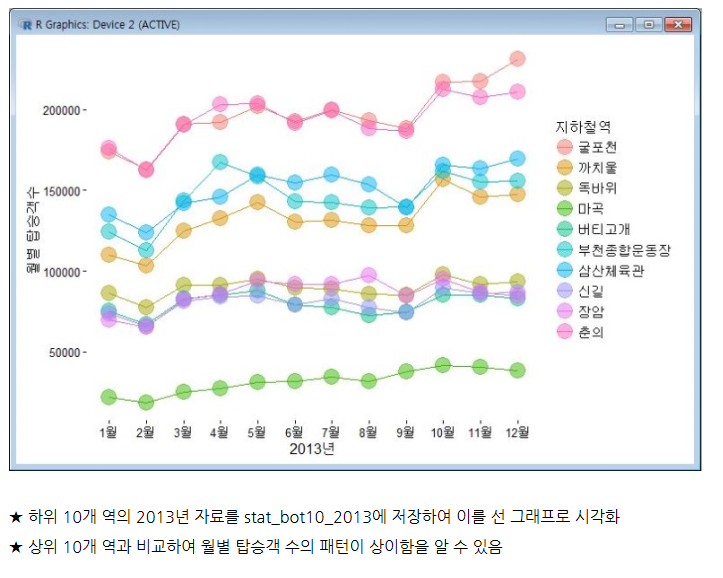 R Graphics: Device 2 (ACTIVE)
월별 탑승객수
200000
150000
100000
50000
1월 2월 3월 4월 5월 6월 7월 8월 9월 10월 11월 12월
2013년
지하철역
굴포천
까치울
독바위
마곡
버티고개
부천종합운동장
삼산체육관
신길
장암
춘의
★ 하위 10개 역의 2013년 자료를 stat_bot10_2013에 저장하여 이를 선 그래프로 시각화
★ 상위 10개 역과 비교하여 월별 탑승객 수의 패턴이 상이함을 알 수 있음